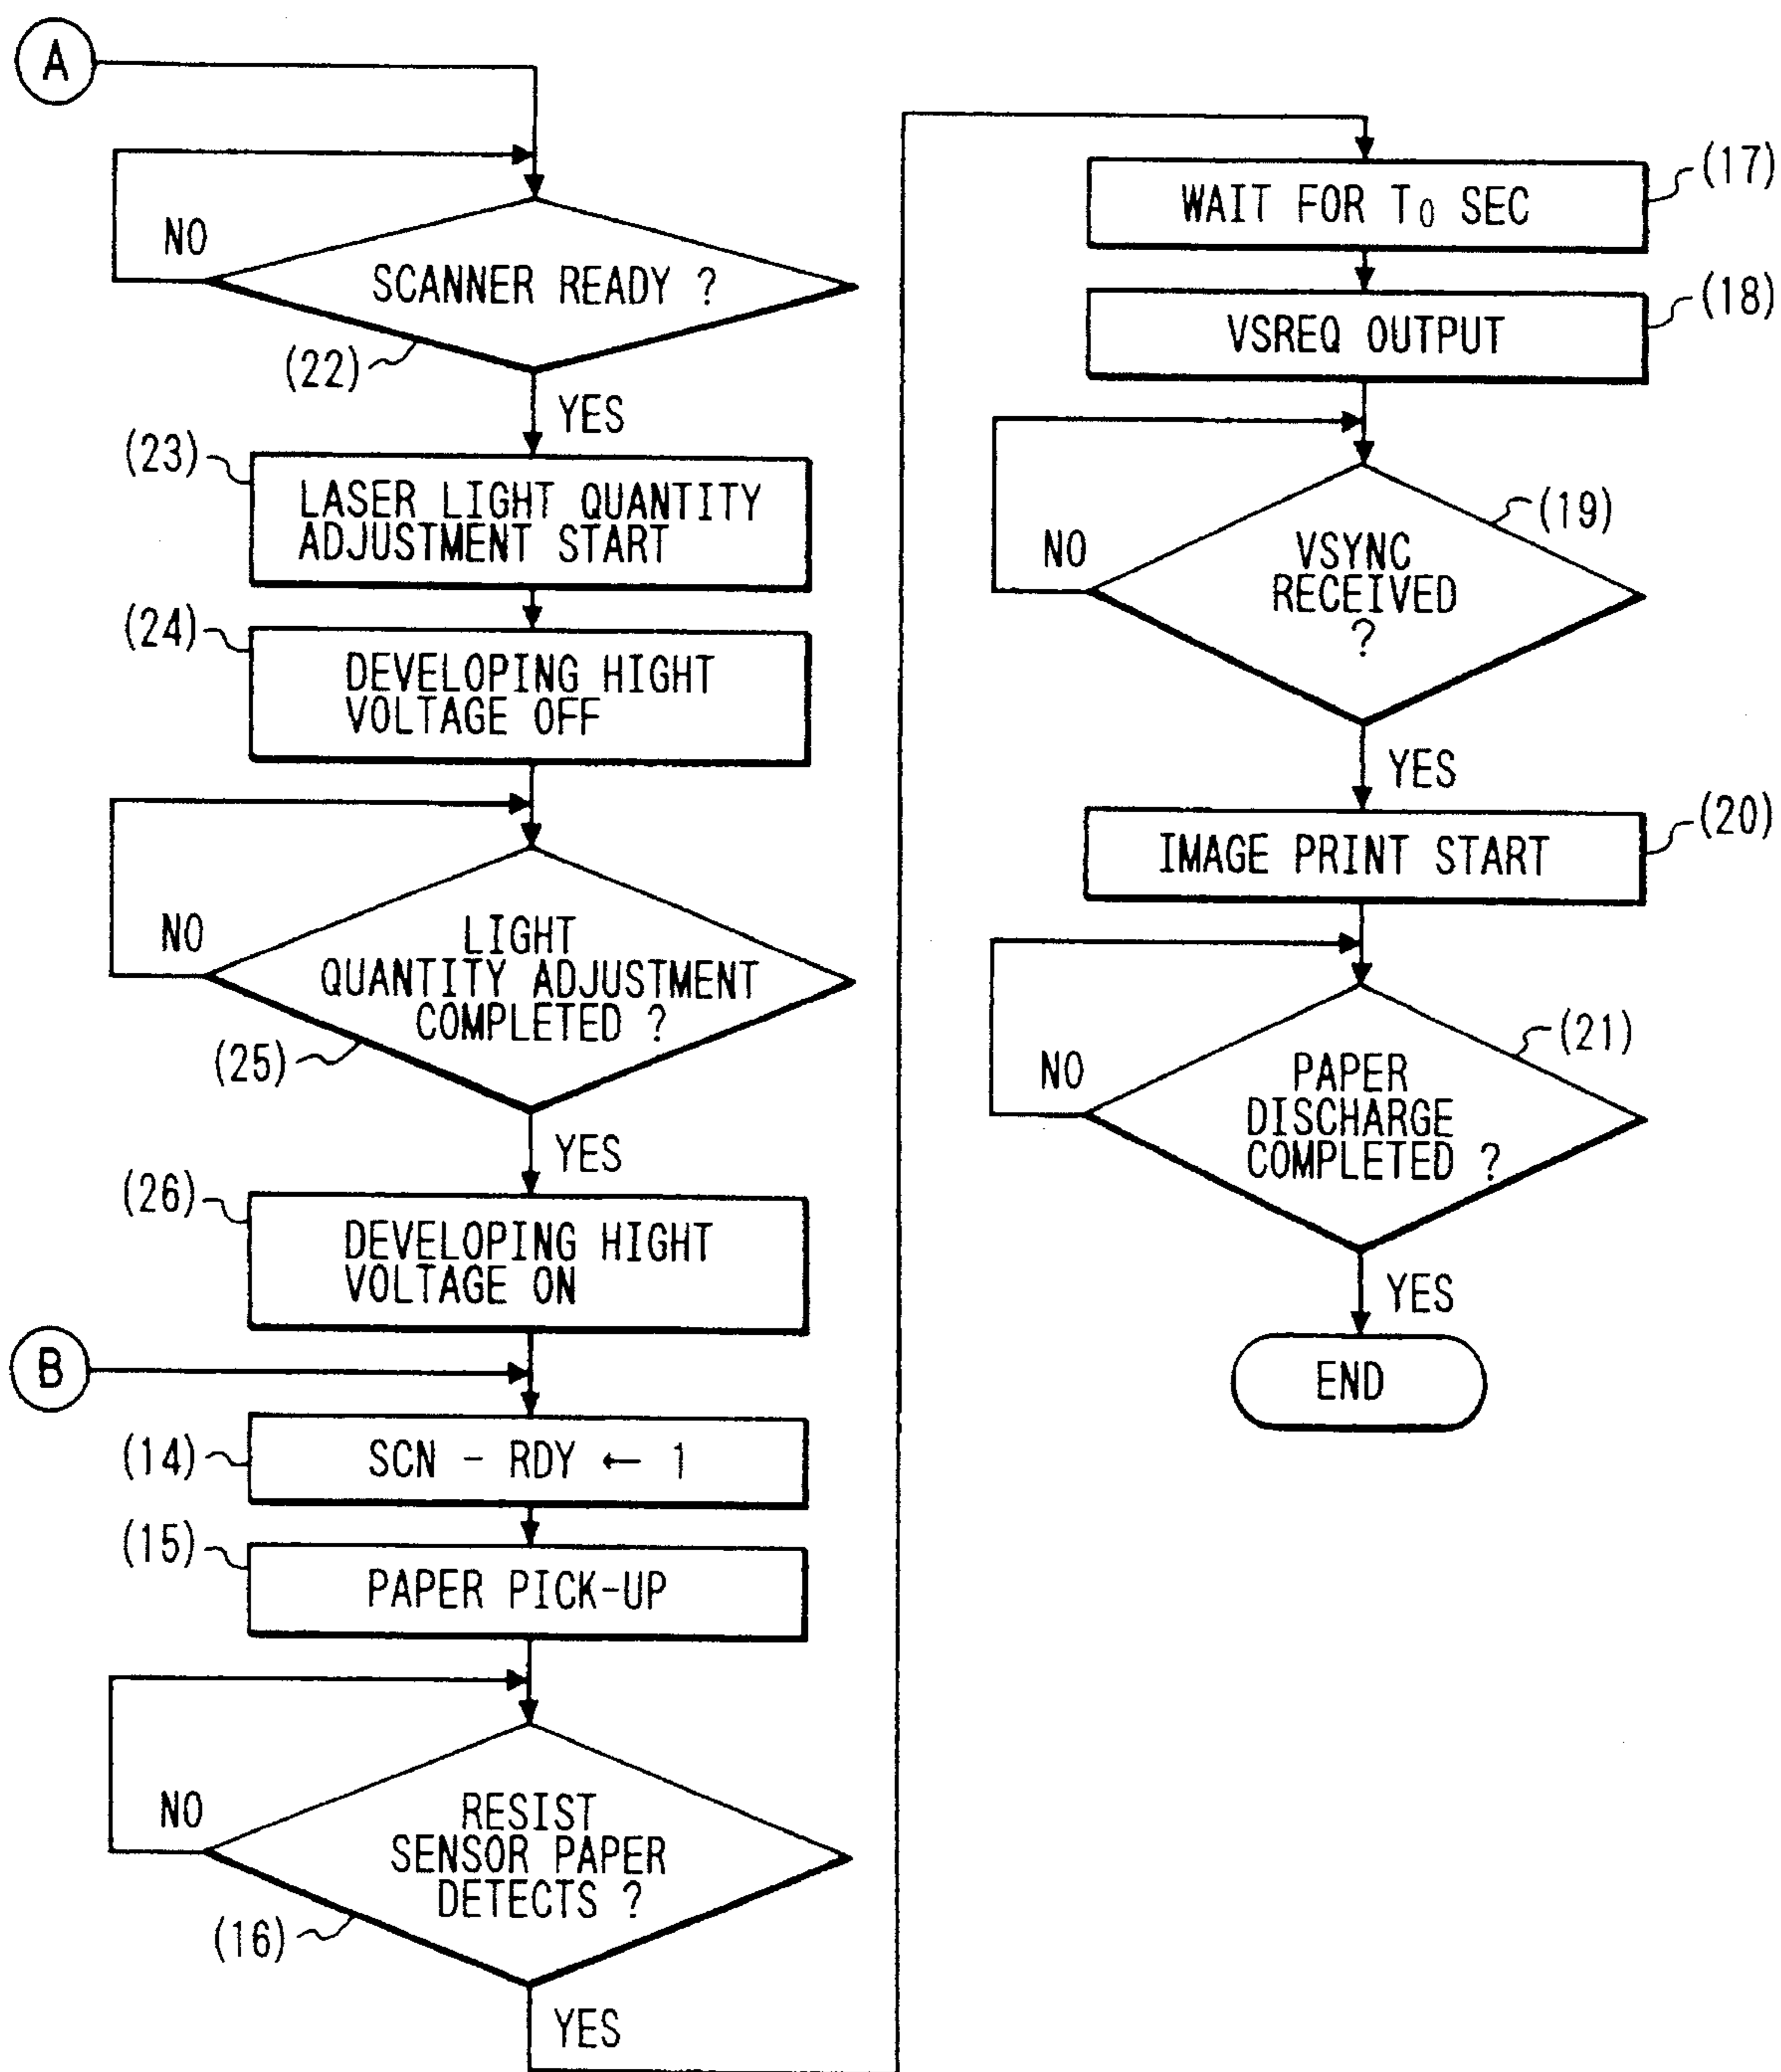 A
NO
SCANNER READY ?
(22)
YES
(23)
LASER LIGHT QUANTITY
ADJUSTMENT START
(24)
DEVELOPING HIGHT
VOLTAGE OFF
NO
LIGHT
QUANTITY ADJUSTMENT
COMPLETED ?
(25)
YES
(26)
DEVELOPING HIGHT
VOLTAGE ON
B
(14)
SCN - RDY ← 1
(15)
PAPER PICK-UP
NO
RESIST
SENSOR PAPER
DETECTS ?
(16)
YES
(17)
WAIT FOR T0 SEC
(18)
VSREQ OUTPUT
(19)
NO
VSYNC
RECEIVED
?
YES
(20)
IMAGE PRINT START
(21)
NO
PAPER
DISCHARGE
COMPLETED ?
YES
END